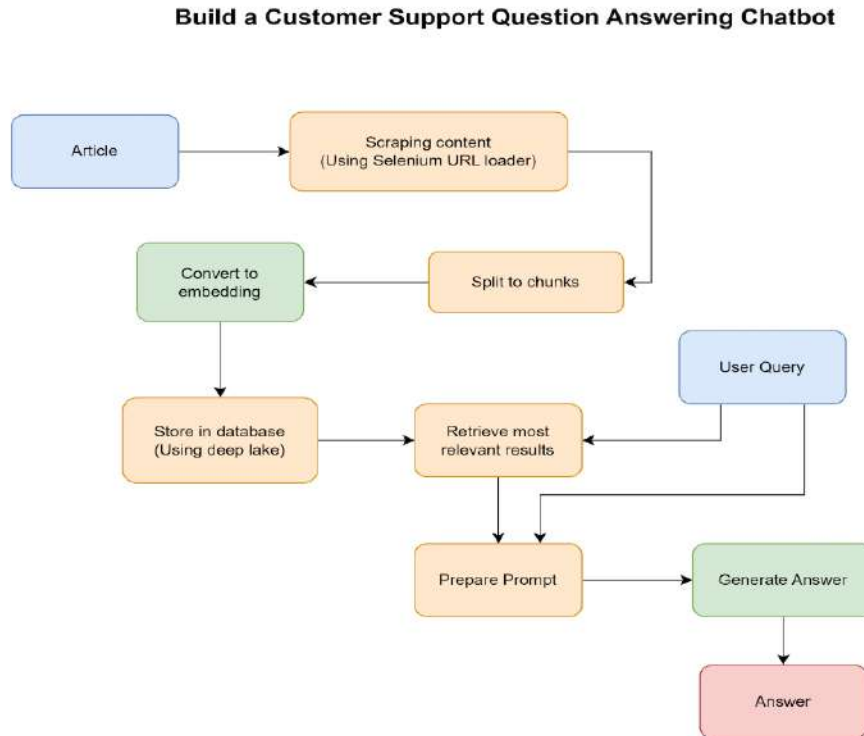 Build a Customer Support Question Answering Chatbot
Article
Scraping content
(Using Selenium URL loader)
Convert to
embedding
Split to chunks
User Query
Store in database
(Using deep lake)
Retrieve most
relevant results
Prepare Prompt
Generate Answer
Answer